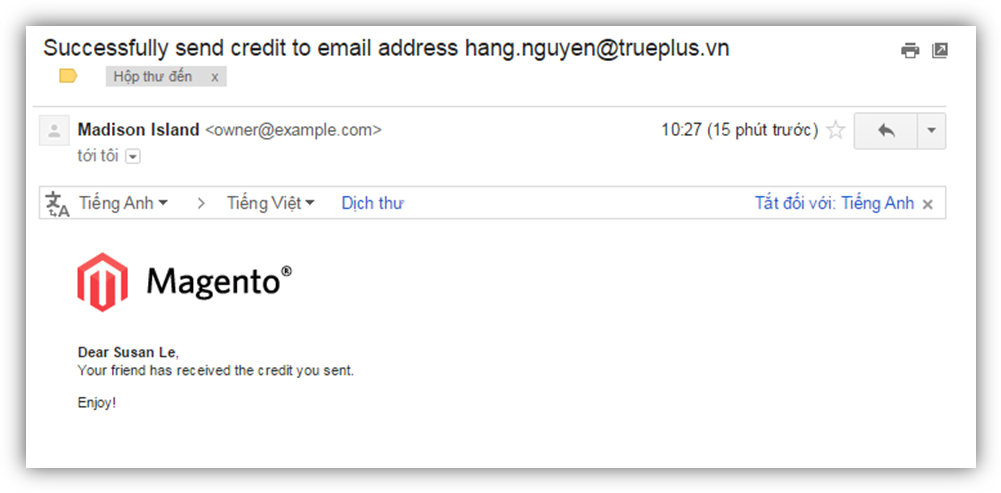 Successfully send credit to email address hang.nguyen@trueplus.vn
Hộp thư đến x
Madison Island <owner@example.com> 10:27 (15 phút trước)
tới tôi
Tiếng Anh > Tiếng Việt Dịch thư Tắt đối với: Tiếng Anh x
Magento®
Dear Susan Le,
Your friend has received the credit you sent.
Enjoy!